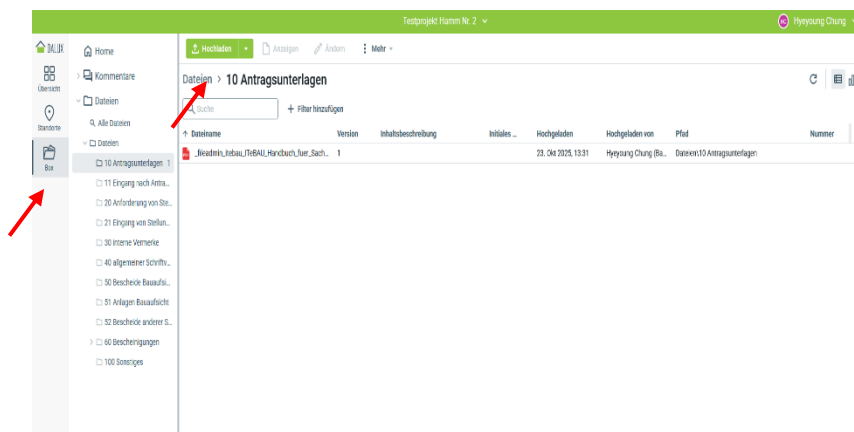 Testprojekt Hamm Nr. 2
HC Hyeyoung Chung
DALUX
Home
Hochladen Anzeigen Ändern Mehr
Übersicht
Kommentare
Dateien > 10 Antragsunterlagen
Dateien
Suche + Filter hinzufügen
Standorte
Alle Dateien
Dateiname Version Inhaltsbeschreibung Initiales ... Hochgeladen Hochgeladen von Pfad Nummer
Dateien
Box
10 Antragsunterlagen 1
_fileadmin_itebau_ITeBAU_Handbuch_fuer_Sach... 1 23. Okt 2025, 13:31 Hyeyoung Chung (Ba... Dateien\10 Antragsunterlagen
11 Eingang nach Antra...
20 Anforderung von Ste...
21 Eingang von Stellun...
30 interne Vermerke
40 allgemeiner Schriftv...
50 Bescheide Bauaufsi...
51 Anlagen Bauaufsicht
52 Bescheide anderer S...
60 Bescheinigungen
100 Sonstiges